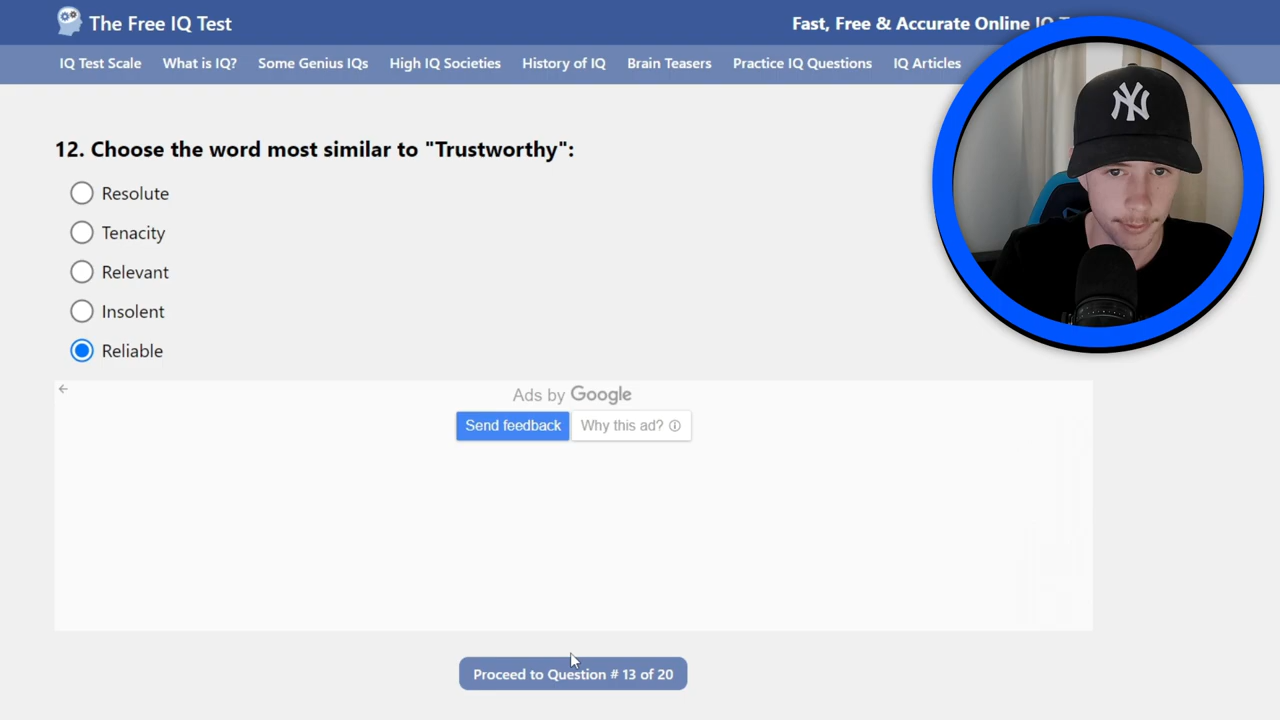 The Free IQ Test
Fast, Free & Accurate Online IQ
IQ Test Scale
What is IQ?
Some Genius IQs
High IQ Societies
History of IQ
Brain Teasers
Practice IQ Questions
IQ Articles
NY
12. Choose the word most similar to "Trustworthy":
Resolute
Tenacity
Relevant
Insolent
Reliable
Ads by Google
Send feedback
Why this ad?
Proceed to Question # 13 of 20